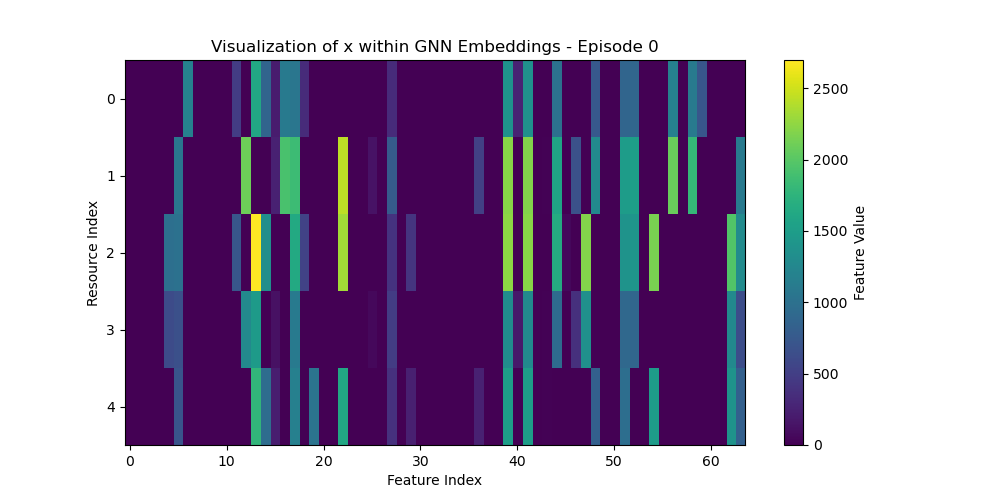 Visualization of x within GNN Embeddings - Episode 0
Resource Index
0
1
2
3
4
0 10 20 30 40 50 60
Feature Index
2500
2000
1500
1000
500
0
Feature Value